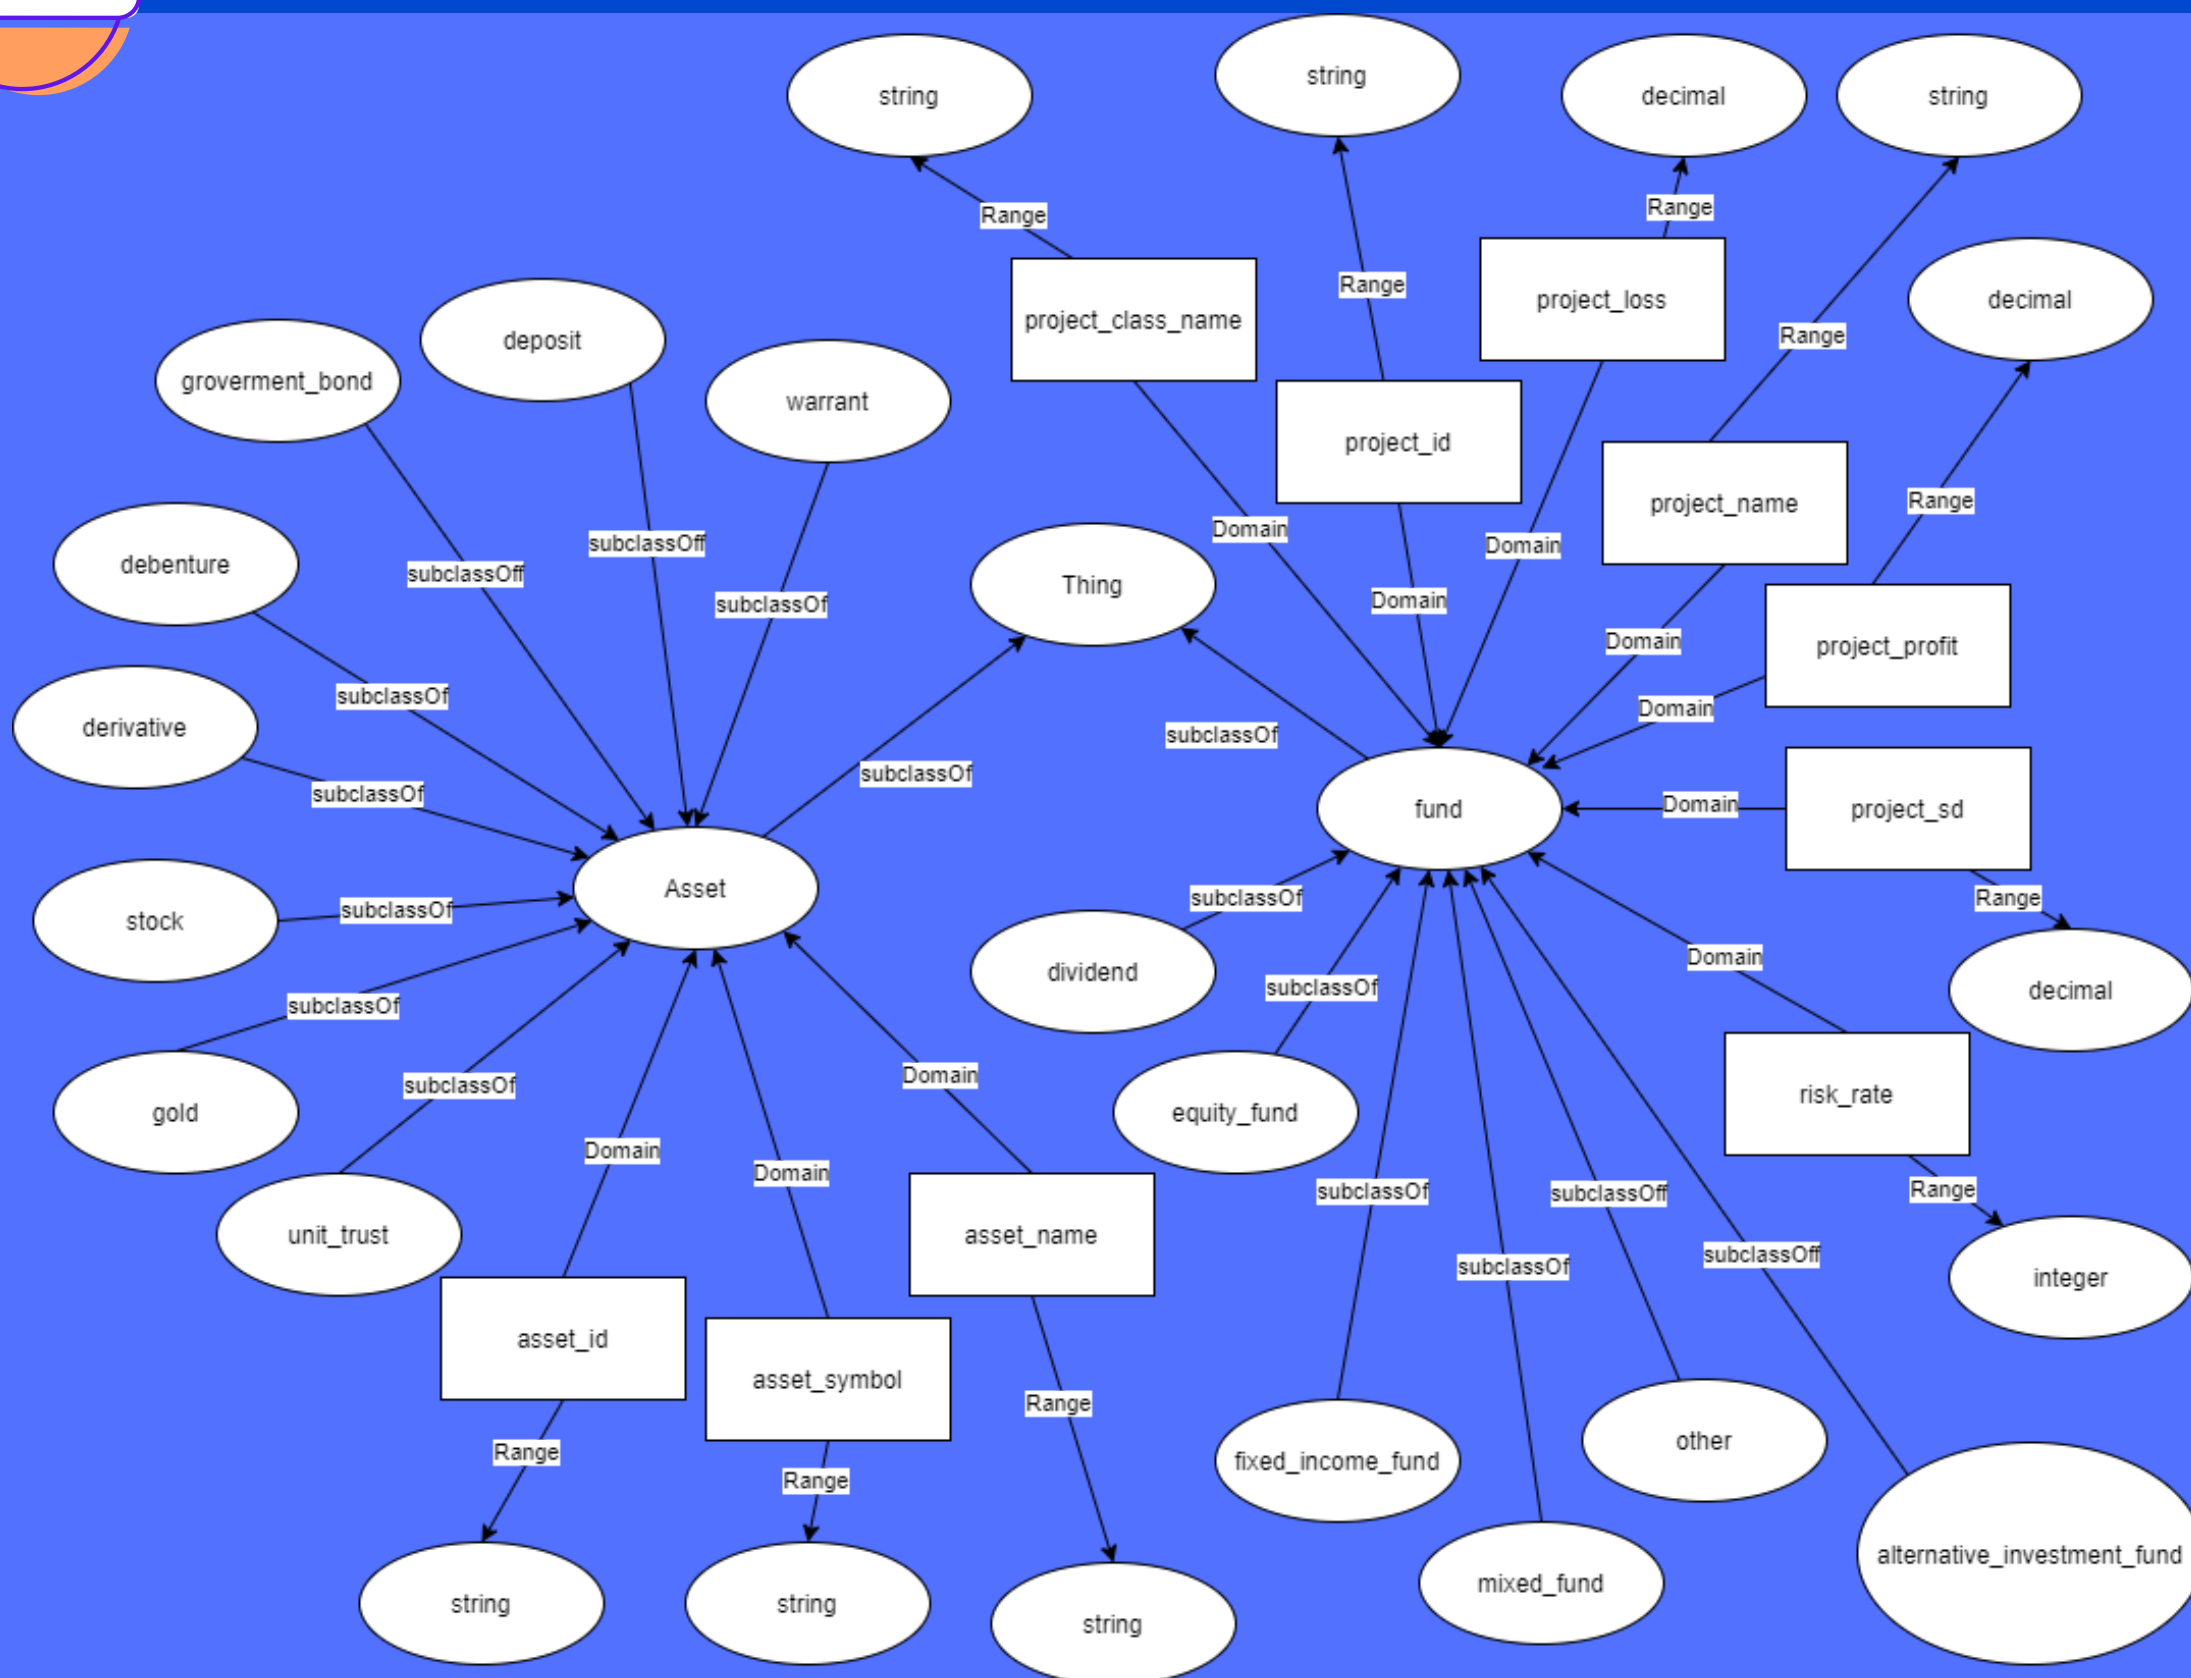 string
string
decimal
string
Range
Range
project_class_name
project_loss
Range
decimal
Range
deposit
groverment_bond
warrant
project_id
project_name
Range
Domain
subclassOff
Domain
debenture
subclassOff
Thing
subclassOf
Domain
Domain
project_profit
subclassOf
Domain
derivative
subclassOf
subclassOf
subclassOf
fund
Domain
project_sd
Asset
subclassOf
Range
stock
subclassOf
dividend
Domain
subclassOf
decimal
subclassOf
Domain
subclassOf
risk_rate
gold
equity_fund
Domain
Domain
subclassOf
subclassOff
Range
unit_trust
asset_name
subclassOf
subclassOff
integer
asset_id
asset_symbol
Range
other
Range
fixed_income_fund
Range
alternative_investment_fund
mixed_fund
string
string
string